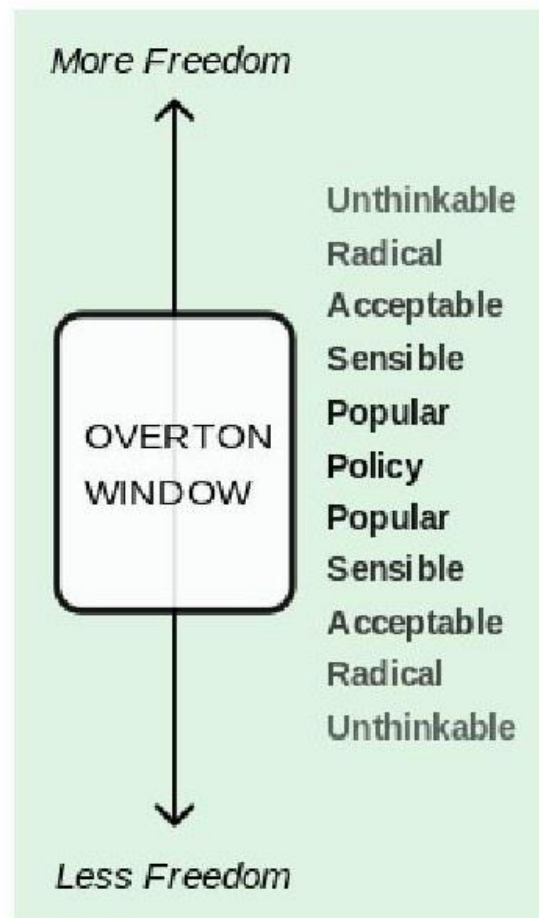 More Freedom
Unthinkable
Radical
Acceptable
Sensible
Popular
OVERTON
WINDOW
Policy
Popular
Sensible
Acceptable
Radical
Unthinkable
Less Freedom